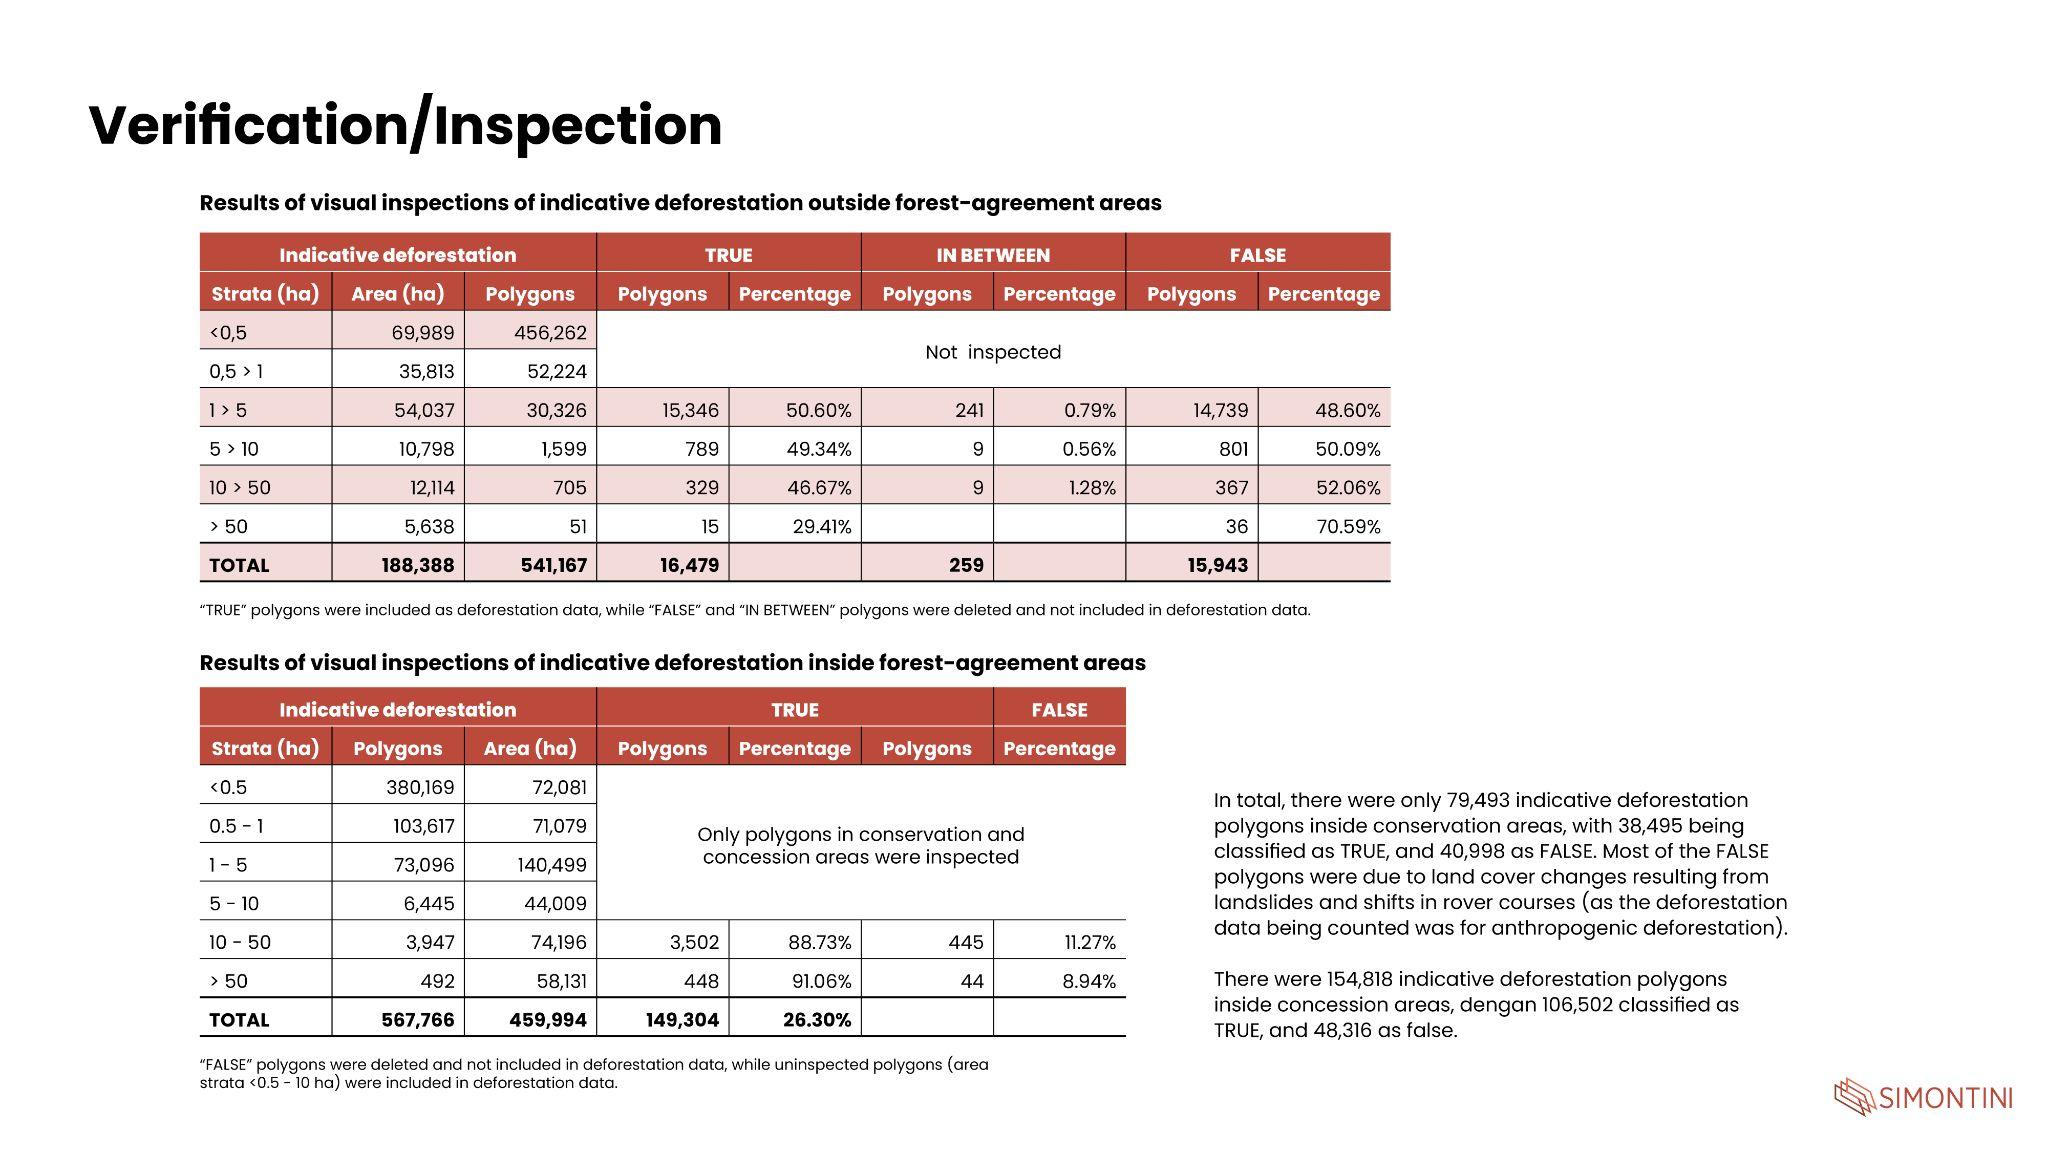 Verification/Inspection
Results of visual inspections of indicative deforestation outside forest-agreement areas
Indicative deforestation TRUE IN BETWEEN FALSE
Strata (ha) Area (ha) Polygons Polygons Percentage Polygons Percentage Polygons Percentage
<0,5 69,989 456,262
Not inspected
0,5 > 1 35,813 52,224
1 > 5 54,037 30,326 15,346 50.60% 241 0.79% 14,739 48.60%
5 > 10 10,798 1,599 789 49.34% 9 0.56% 801 50.09%
10 > 50 12,114 705 329 46.67% 9 1.28% 367 52.06%
> 50 5,638 51 15 29.41% 36 70.59%
TOTAL 188,388 541,167 16,479 259 15,943
“TRUE” polygons were included as deforestation data, while “FALSE” and “IN BETWEEN” polygons were deleted and not included in deforestation data.
Results of visual inspections of indicative deforestation inside forest-agreement areas
Indicative deforestation TRUE FALSE
Strata (ha) Polygons Area (ha) Polygons Percentage Polygons Percentage
<0.5 380,169 72,081
0.5 - 1 103,617 71,079
Only polygons in conservation and
concession areas were inspected
1 - 5 73,096 140,499
5 - 10 6,445 44,009
10 - 50 3,947 74,196 3,502 88.73% 445 11.27%
> 50 492 58,131 448 91.06% 44 8.94%
TOTAL 567,766 459,994 149,304 26.30%
“FALSE” polygons were deleted and not included in deforestation data, while uninspected polygons (area
strata <0.5 - 10 ha) were included in deforestation data.
In total, there were only 79,493 indicative deforestation
polygons inside conservation areas, with 38,495 being
classified as TRUE, and 40,998 as FALSE. Most of the FALSE
polygons were due to land cover changes resulting from
landslides and shifts in rover courses (as the deforestation
data being counted was for anthropogenic deforestation).
There were 154,818 indicative deforestation polygons
inside concession areas, dengan 106,502 classified as
TRUE, and 48,316 as false.
SIMONTINI